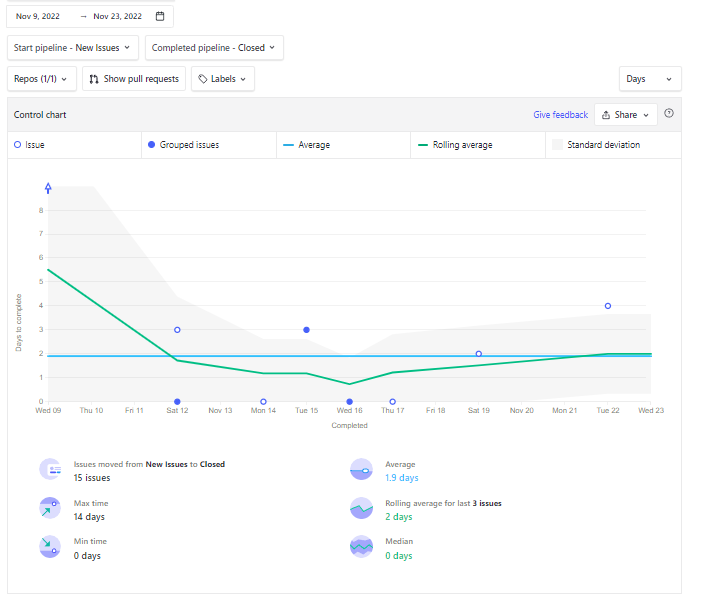 Nov 9, 2022 → Nov 23, 2022
Start pipeline - New Issues Completed pipeline - Closed
Repos (1/1) Show pull requests Labels Days
Control chart Give feedback Share
Issue Grouped issues Average Rolling average Standard deviation
8
7
6
5
4
3
2
1
0
Days to complete
Wed 09 Thu 10 Fri 11 Sat 12 Nov 13 Mon 14 Tue 15 Wed 16 Thu 17 Fri 18 Sat 19 Nov 20 Mon 21 Tue 22 Wed 23
Completed
Issues moved from New Issues to Closed
15 issues
Average
1.9 days
Max time
14 days
Rolling average for last 3 issues
2 days
Min time
0 days
Median
0 days